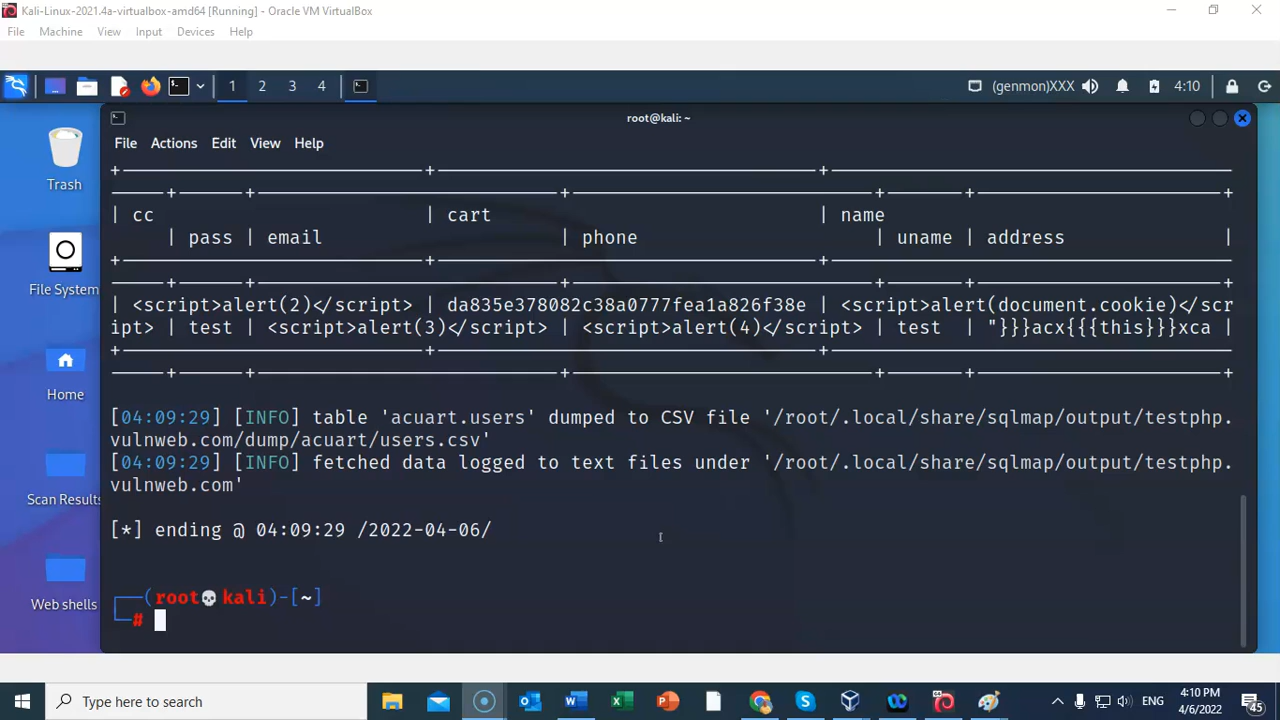 Kali-Linux-2021.4a-virtualbox-amd64 [Running] - Oracle VM VirtualBox
File Machine View Input Devices Help
1 2 3 4 (genmon)XXX 4:10
root@kali: ~
File Actions Edit View Help
Trash
File System
Home
Scan Results
Web shells
| cc | cart | name
| pass | email | phone | uname | address |
| <script>alert(2)</script> | da835e378082c38a0777fea1a826f38e | <script>alert(document.cookie)</scr
ipt> | test | <script>alert(3)</script> | <script>alert(4)</script> | test | "}}}acx{{{this}}}xca |
[04:09:29] [INFO] table 'acuart.users' dumped to CSV file '/root/.local/share/sqlmap/output/testphp.
vulnweb.com/dump/acuart/users.csv'
[04:09:29] [INFO] fetched data logged to text files under '/root/.local/share/sqlmap/output/testphp.
vulnweb.com'
[*] ending @ 04:09:29 /2022-04-06/
┌──(root💀kali)-[~]
└─#
Type here to search
ENG
4:10 PM
4/6/2022
45